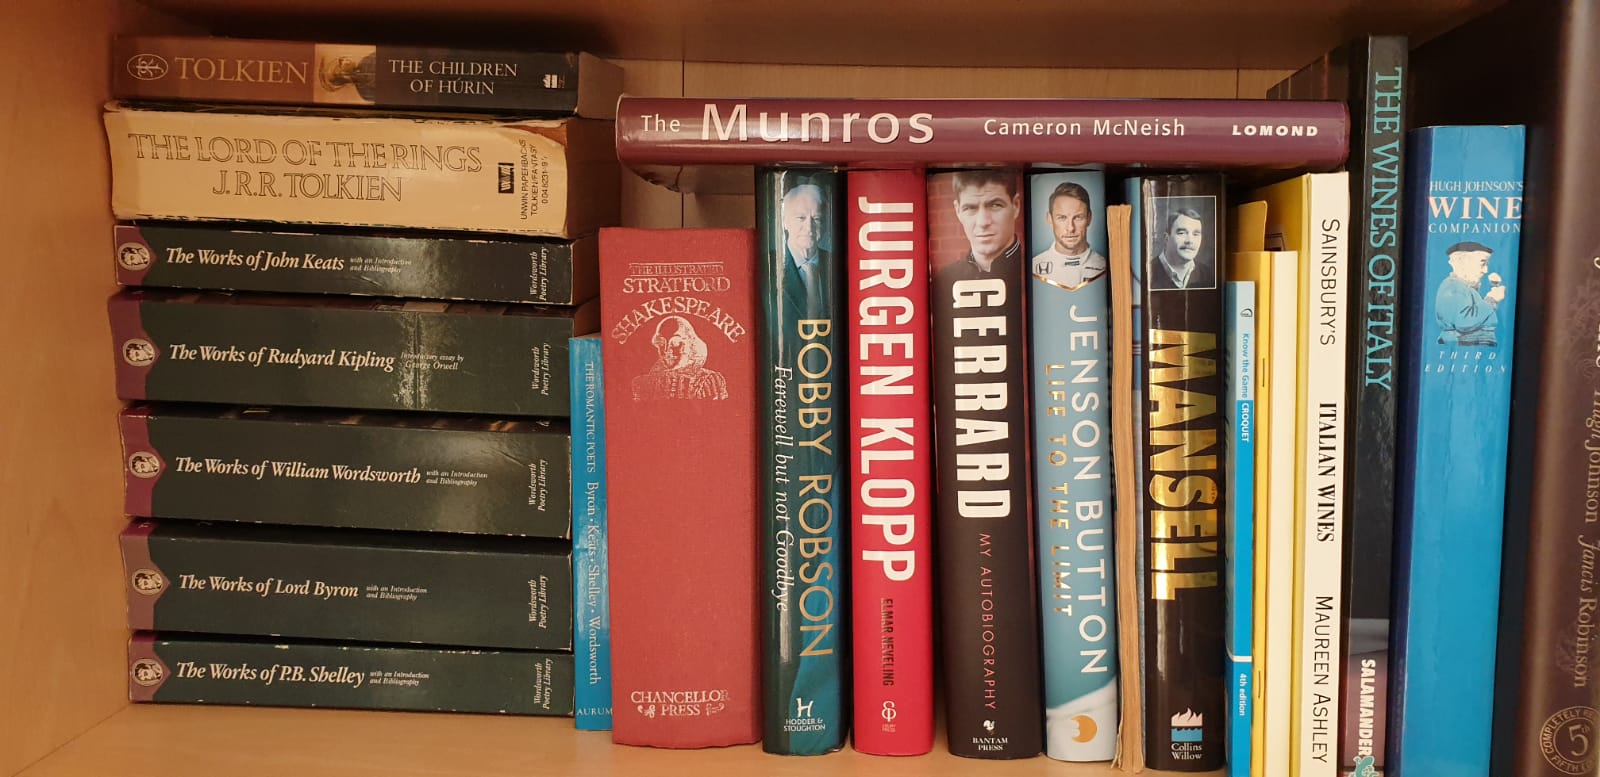 TOLKIEN
THE CHILDREN
OF HÚRIN
THE LORD OF THE RINGS
J.R.R. TOLKIEN
UNWIN PAPERBACKS
TOLKIEN/FANTASY
The Works of John Keats
with an Introduction
and Bibliography
Wordsworth
Poetry Library
The Works of Rudyard Kipling
Introductory essay by
George Orwell
Wordsworth
Poetry Library
The Works of William Wordsworth
with an Introduction
and Bibliography
Wordsworth
Poetry Library
The Works of Lord Byron
with an Introduction
and Bibliography
Wordsworth
Poetry Library
The Works of P.B. Shelley
with an Introduction
and Bibliography
Wordsworth
Poetry Library
THE ROMANTIC POETS Byron • Keats • Shelley • Wordsworth
AURUM
THE ILLUSTRATED
STRATFORD
SHAKESPEARE
CHANCELLOR
PRESS
The Munros Cameron McNeish LOMOND
BOBBY ROBSON
Farewell but not Goodbye
H
HODDER &
STOUGHTON
JURGEN KLOPP
ELMAR NEVELING
GERRARD
MY AUTOBIOGRAPHY
BANTAM
PRESS
JENSON BUTTON
LIFE TO THE LIMIT
MANSELL
Collins
Willow
Know the Game CROQUET
4th edition
SAINSBURY'S ITALIAN WINES MAUREEN ASHLEY
THE WINES OF ITALY
SALAMANDER
HUGH JOHNSON'S
WINE
COMPANION
THIRD
EDITION
Hugh Johnson
Jancis Robinson
COMPLETELY
5th
FIFTH